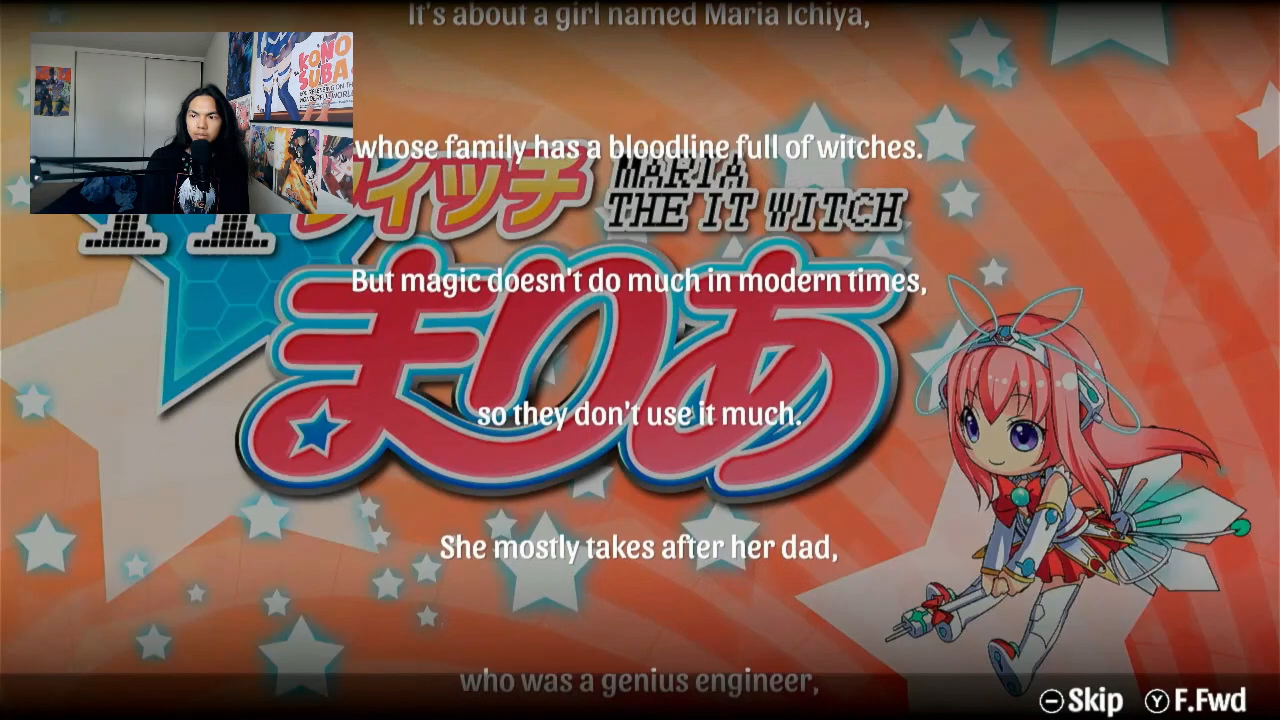 It's about a girl named Maria Ichiya,
KONO
SUBA
whose family has a bloodline full of witches.
ITウィッチ
MARIA
THE IT WITCH
まりあ
But magic doesn't do much in modern times,
so they don't use it much.
She mostly takes after her dad,
who was a genius engineer,
Skip
Y F.Fwd